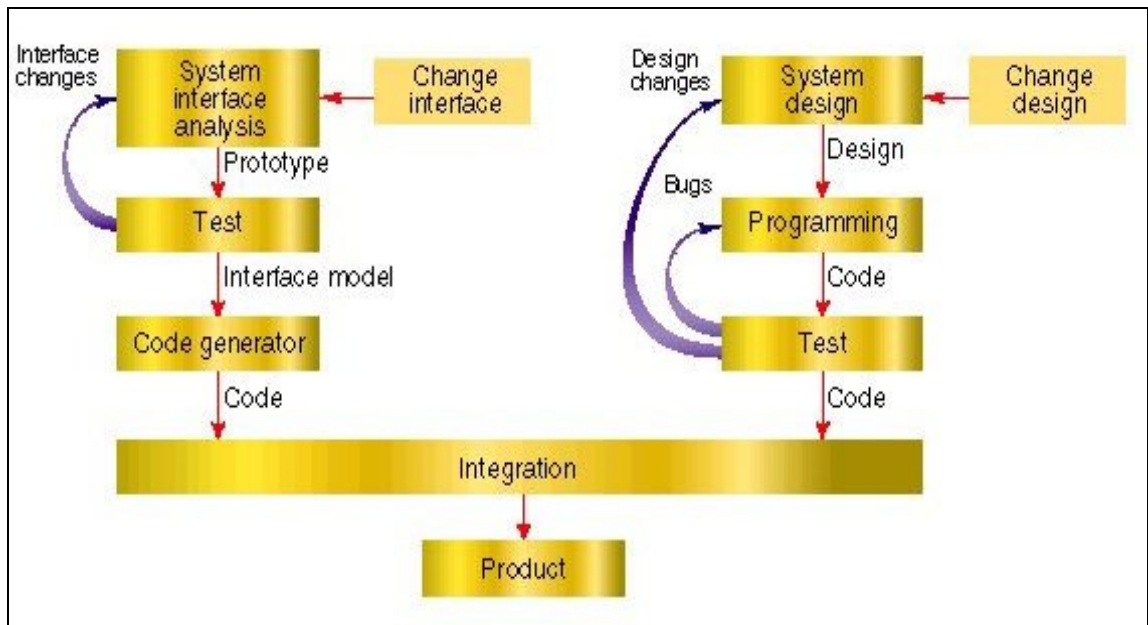 Interface
changes
System
interface
analysis
Change
interface
Prototype
Test
Interface model
Code generator
Code
Design
changes
System
design
Change
design
Design
Bugs
Programming
Code
Test
Code
Integration
Product